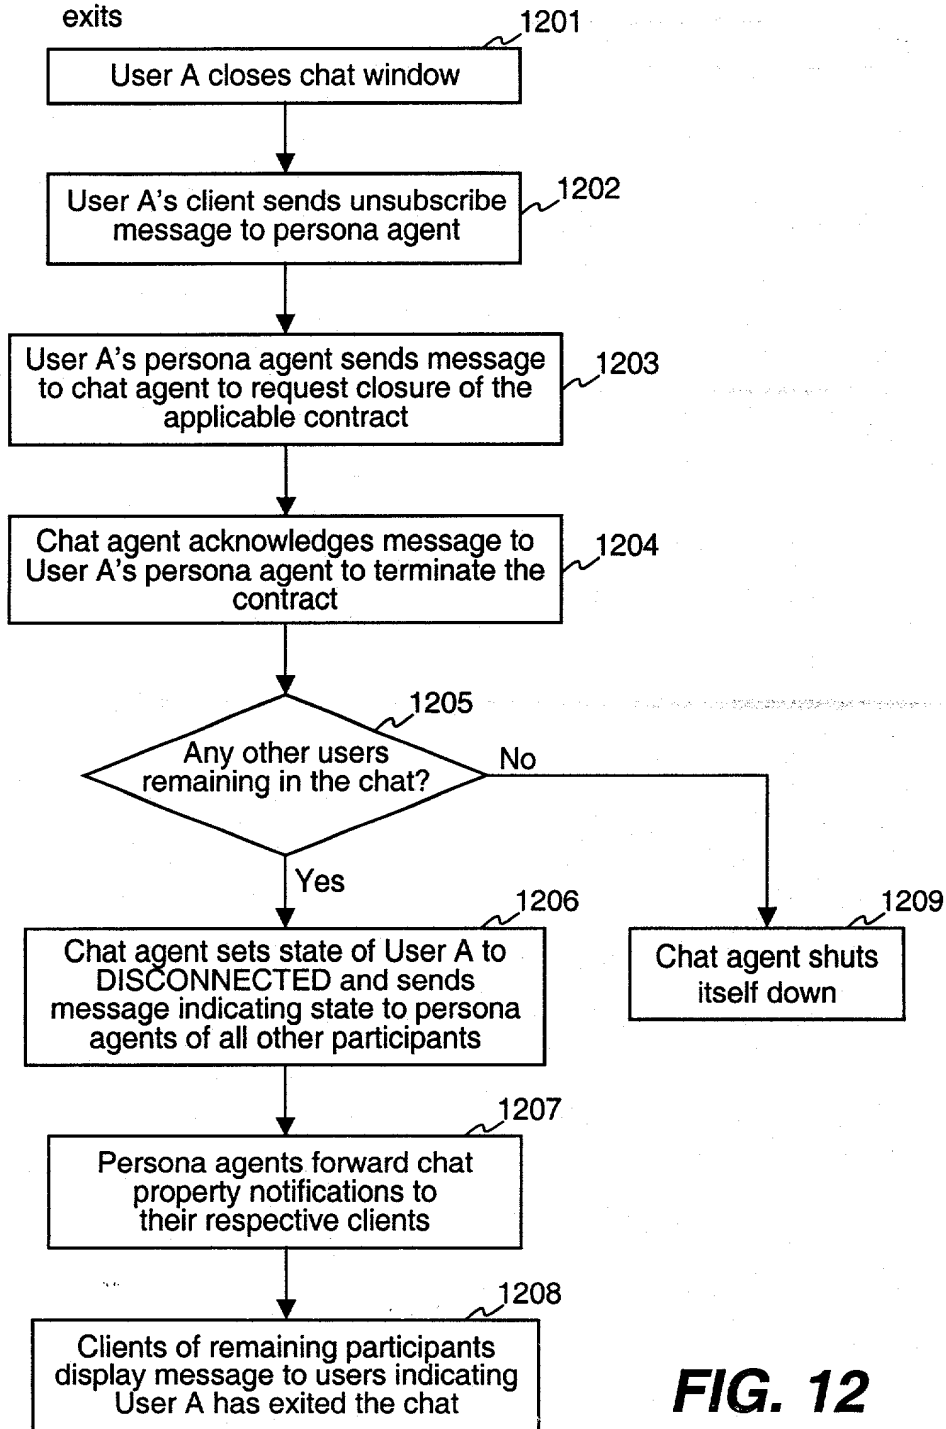 exits
1201
User A closes chat window
1202
User A's client sends unsubscribe
message to persona agent
1203
User A's persona agent sends message
to chat agent to request closure of the
applicable contract
1204
Chat agent acknowledges message to
User A's persona agent to terminate the
contract
1205
Any other users
remaining in the chat?
No
Yes
1206
Chat agent sets state of User A to
DISCONNECTED and sends
message indicating state to persona
agents of all other participants
1209
Chat agent shuts
itself down
1207
Persona agents forward chat
property notifications to
their respective clients
1208
Clients of remaining participants
display message to users indicating
User A has exited the chat
FIG. 12